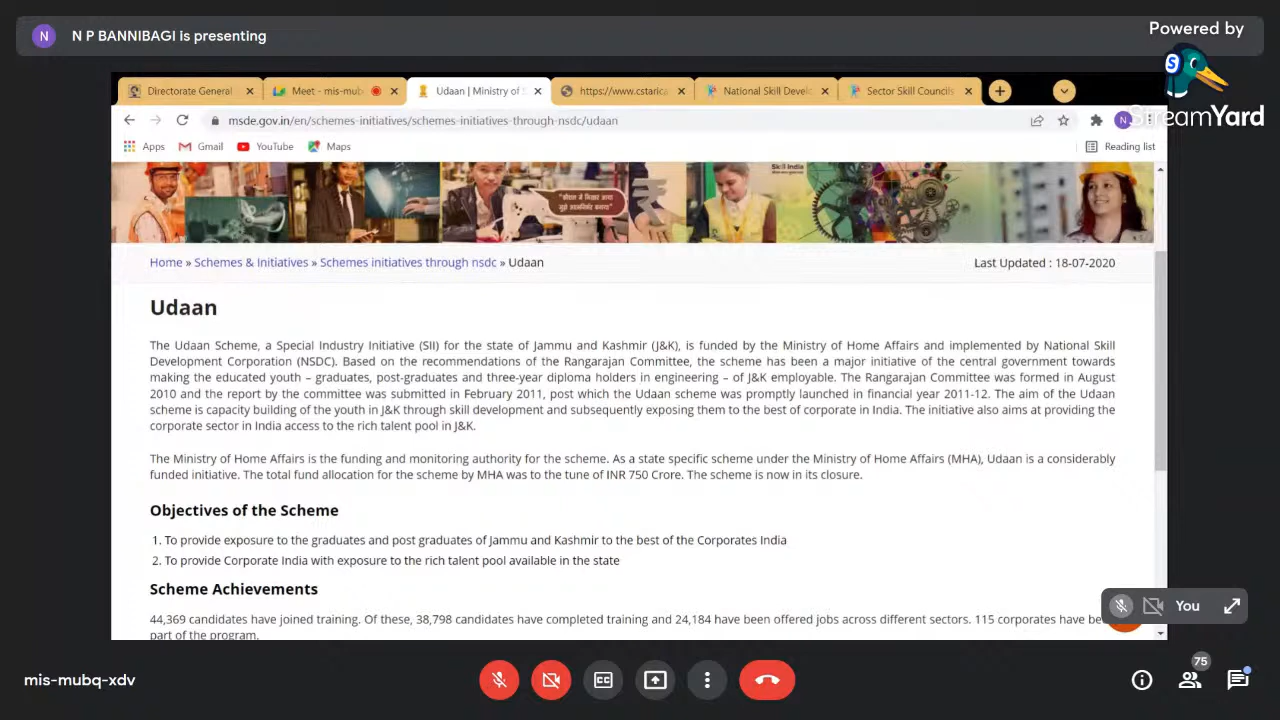 N
N P BANNIBAGI is presenting
Powered by
StreamYard
Directorate General
Meet - mis-mub
Udaan | Ministry of S
https://www.cstarica
National Skill Develo
Sector Skill Councils
msde.gov.in/en/schemes-initiatives/schemes-initiatives-through-nsdc/udaan
N
Apps
Gmail
YouTube
Maps
Reading list
Skill India
Home » Schemes & Initiatives » Schemes initiatives through nsdc » Udaan
Last Updated : 18-07-2020
Udaan
The Udaan Scheme, a Special Industry Initiative (SII) for the state of Jammu and Kashmir (J&K), is funded by the Ministry of Home Affairs and implemented by National Skill
Development Corporation (NSDC). Based on the recommendations of the Rangarajan Committee, the scheme has been a major initiative of the central government towards
making the educated youth – graduates, post-graduates and three-year diploma holders in engineering – of J&K employable. The Rangarajan Committee was formed in August
2010 and the report by the committee was submitted in February 2011, post which the Udaan scheme was promptly launched in financial year 2011-12. The aim of the Udaan
scheme is capacity building of the youth in J&K through skill development and subsequently exposing them to the best of corporate in India. The initiative also aims at providing the
corporate sector in India access to the rich talent pool in J&K.
The Ministry of Home Affairs is the funding and monitoring authority for the scheme. As a state specific scheme under the Ministry of Home Affairs (MHA), Udaan is a considerably
funded initiative. The total fund allocation for the scheme by MHA was to the tune of INR 750 Crore. The scheme is now in its closure.
Objectives of the Scheme
1. To provide exposure to the graduates and post graduates of Jammu and Kashmir to the best of the Corporates India
2. To provide Corporate India with exposure to the rich talent pool available in the state
Scheme Achievements
44,369 candidates have joined training. Of these, 38,798 candidates have completed training and 24,184 have been offered jobs across different sectors. 115 corporates have be
part of the program.
You
mis-mubq-xdv
CC
75